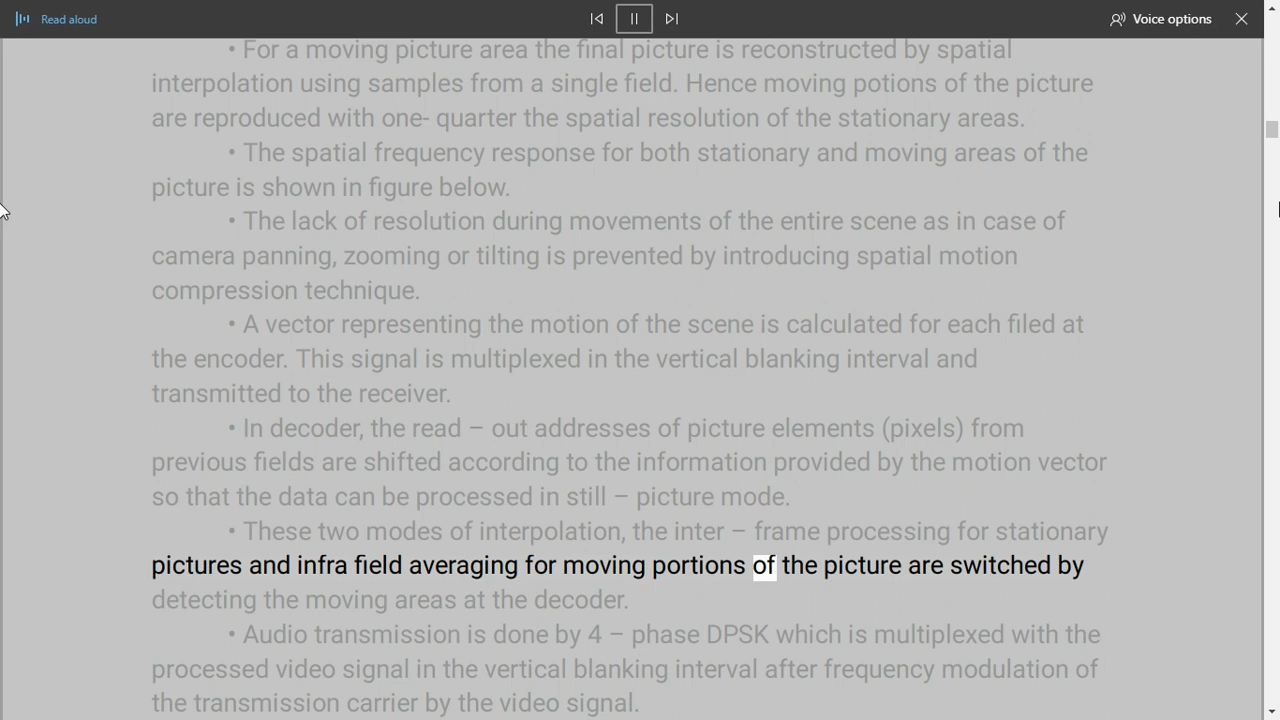 Read aloud
Voice options
• For a moving picture area the final picture is reconstructed by spatial
interpolation using samples from a single field. Hence moving potions of the picture
are reproduced with one- quarter the spatial resolution of the stationary areas.
• The spatial frequency response for both stationary and moving areas of the
picture is shown in figure below.
• The lack of resolution during movements of the entire scene as in case of
camera panning, zooming or tilting is prevented by introducing spatial motion
compression technique.
• A vector representing the motion of the scene is calculated for each filed at
the encoder. This signal is multiplexed in the vertical blanking interval and
transmitted to the receiver.
• In decoder, the read – out addresses of picture elements (pixels) from
previous fields are shifted according to the information provided by the motion vector
so that the data can be processed in still – picture mode.
• These two modes of interpolation, the inter – frame processing for stationary
pictures and infra field averaging for moving portions of the picture are switched by
detecting the moving areas at the decoder.
• Audio transmission is done by 4 – phase DPSK which is multiplexed with the
processed video signal in the vertical blanking interval after frequency modulation of
the transmission carrier by the video signal.